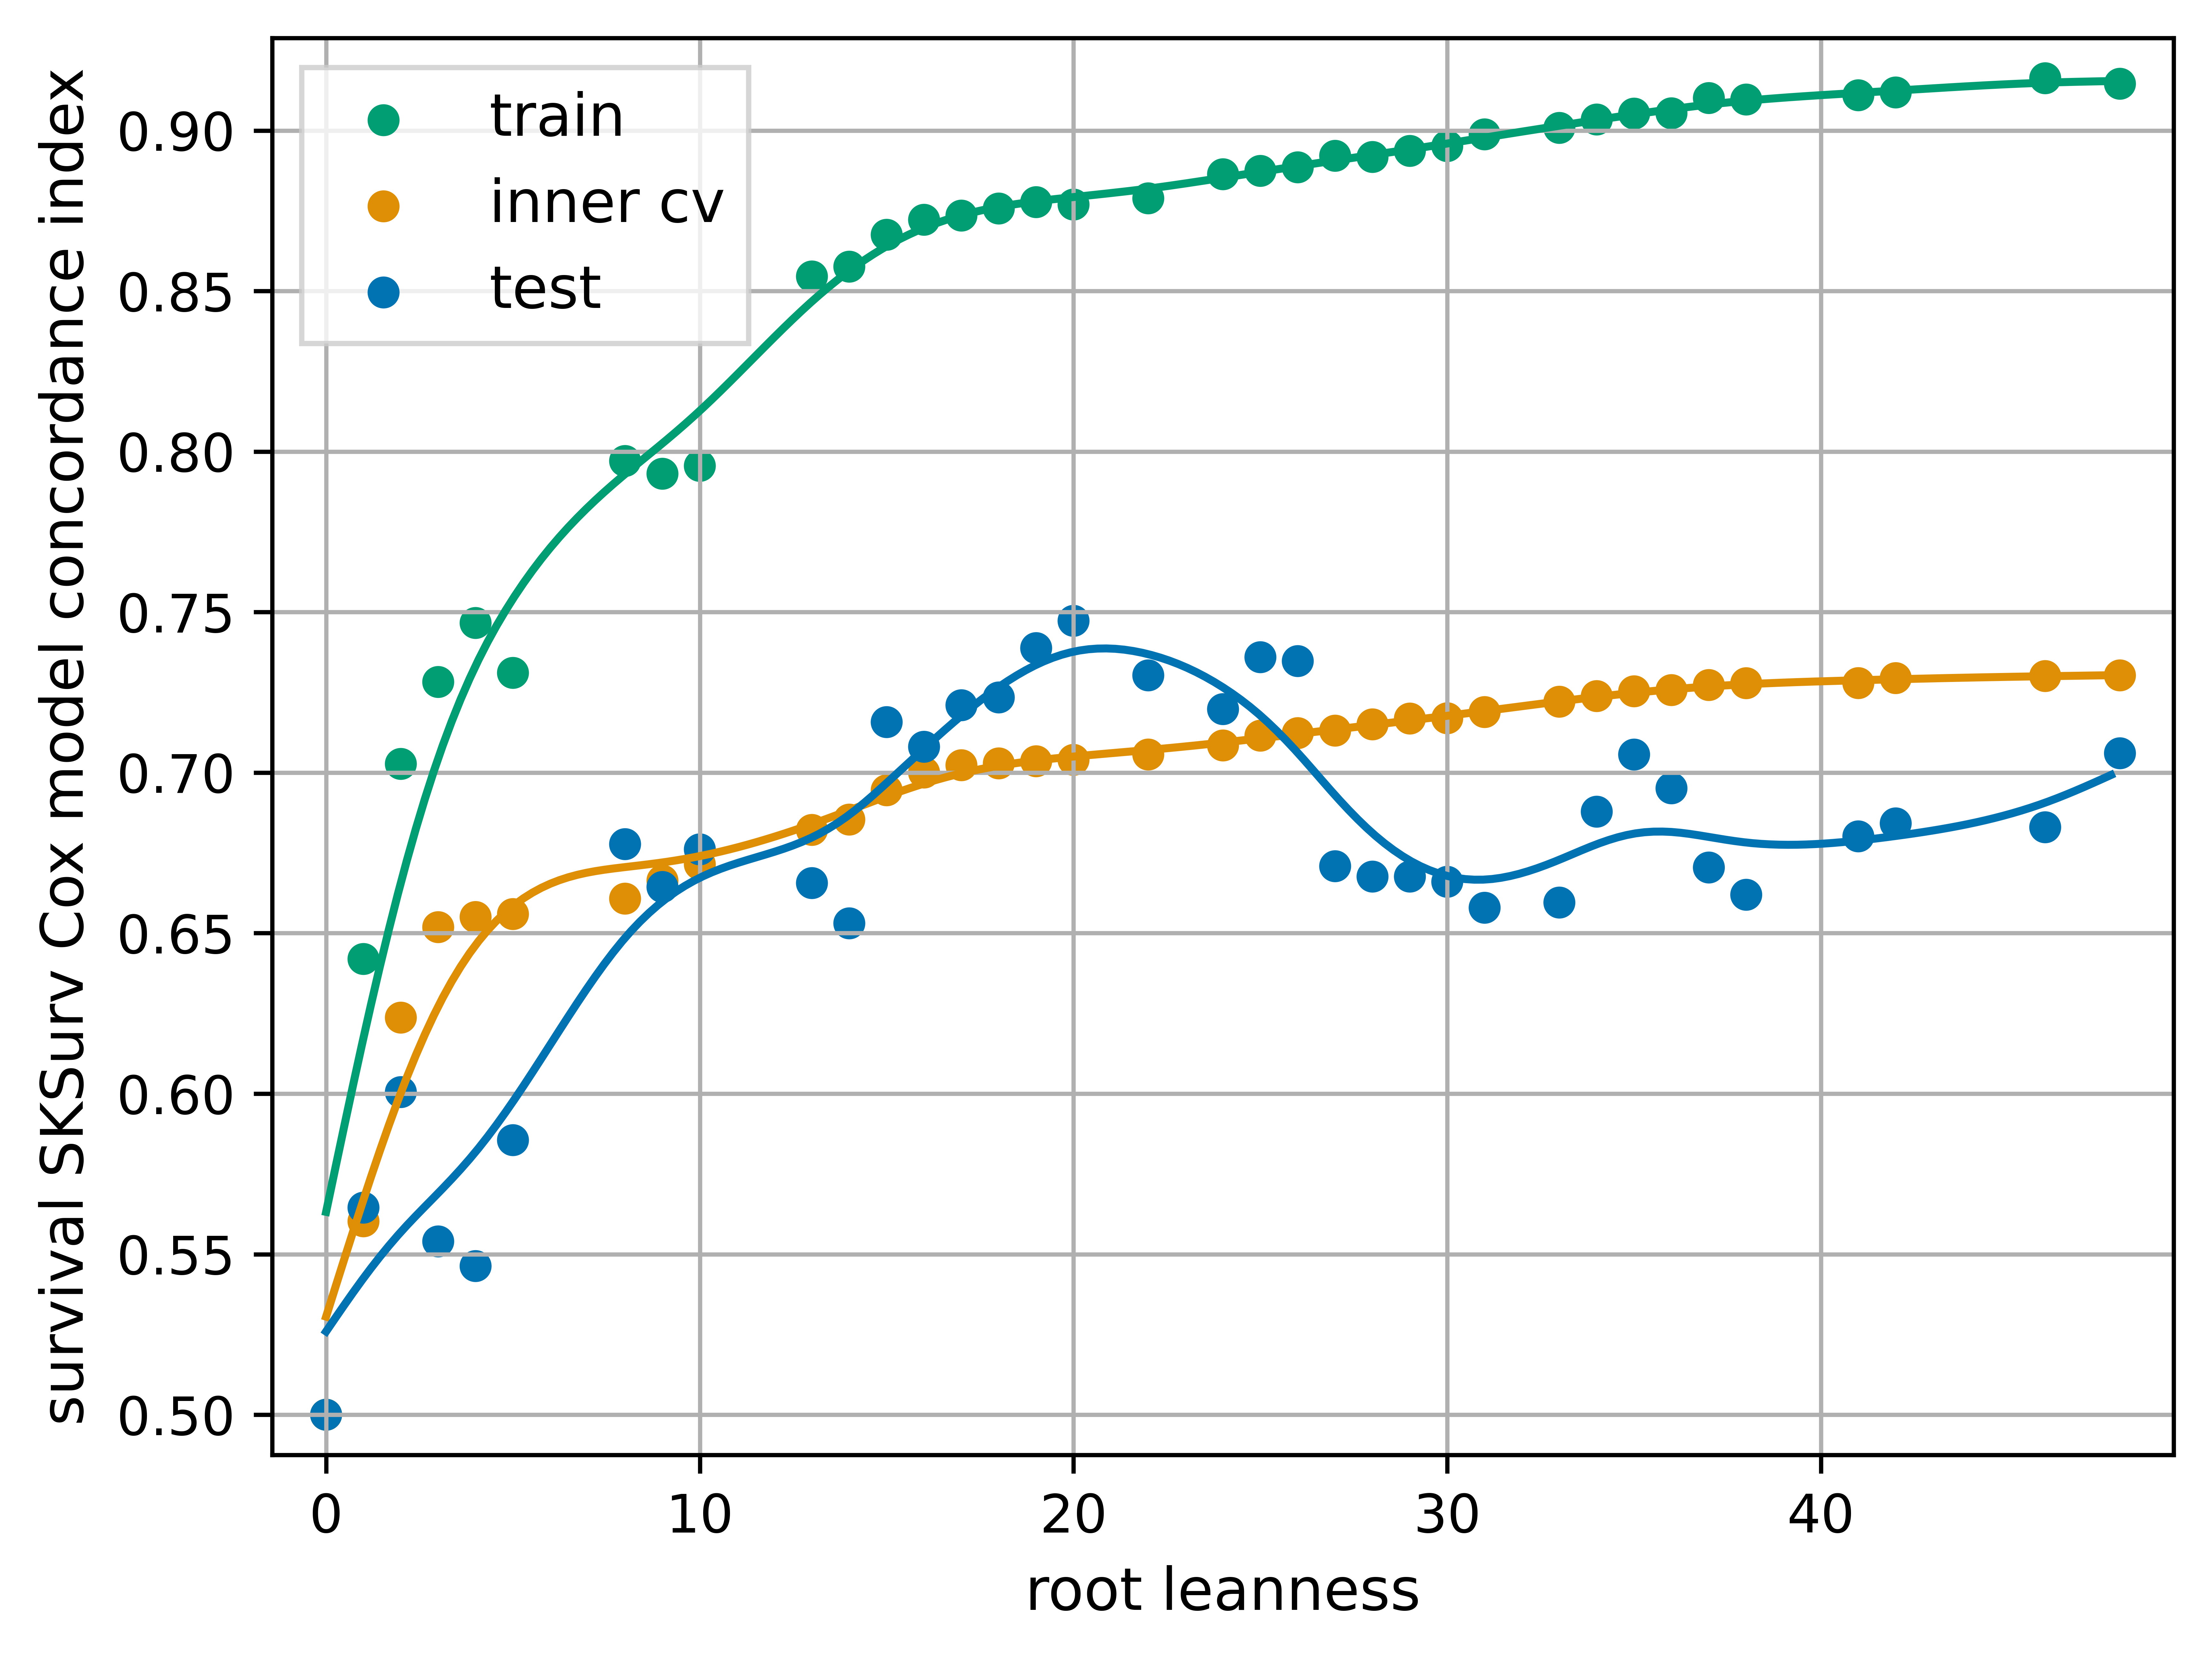 survival SKSurv Cox model concordance index
train
inner cv
test
0.90
0.85
0.80
0.75
0.70
0.65
0.60
0.55
0.50
0 10 20 30 40
root leanness